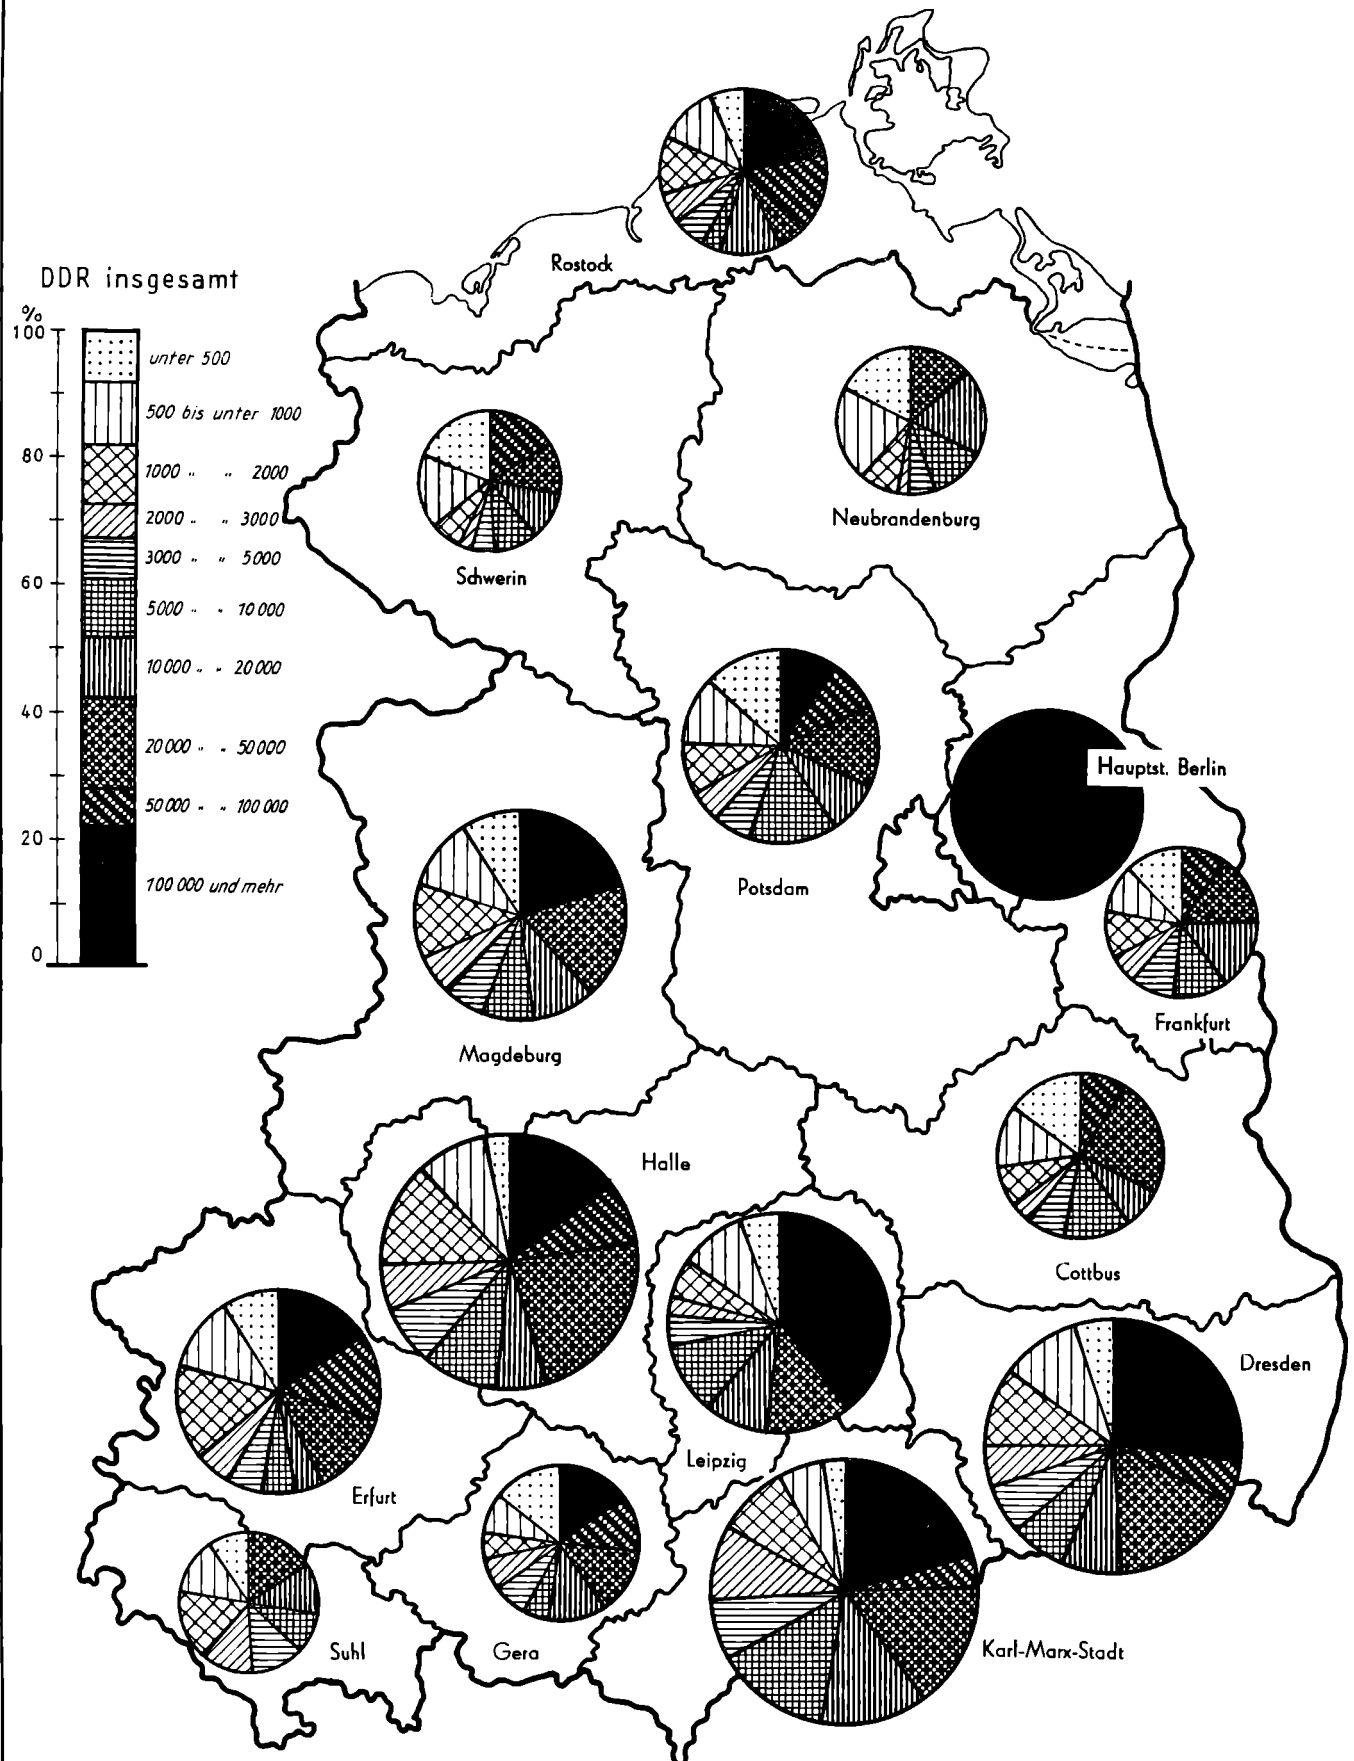 DDR insgesamt
%
100
80
60
40
20
0
unter 500
500 bis unter 1000
1000 " " 2000
2000 " " 3000
3000 " " 5000
5000 " " 10 000
10 000 " " 20 000
20 000 " " 50 000
50 000 " " 100 000
100 000 und mehr
Rostock
Neubrandenburg
Schwerin
Hauptst. Berlin
Potsdam
Frankfurt
Magdeburg
Halle
Cottbus
Dresden
Leipzig
Erfurt
Karl-Marx-Stadt
Suhl
Gera